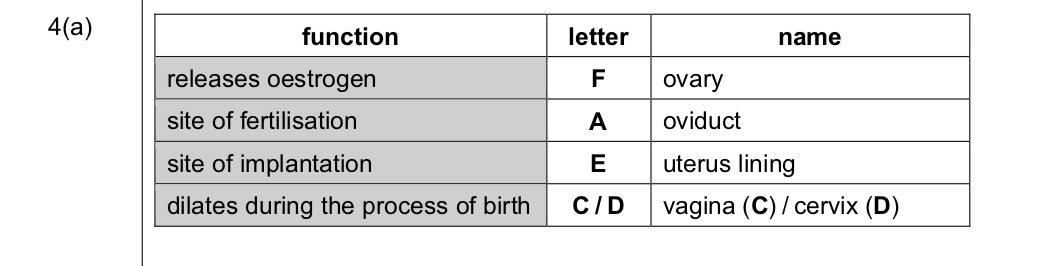 4(a)
function letter name
releases oestrogen F ovary
site of fertilisation A oviduct
site of implantation E uterus lining
dilates during the process of birth C / D vagina (C) / cervix (D)